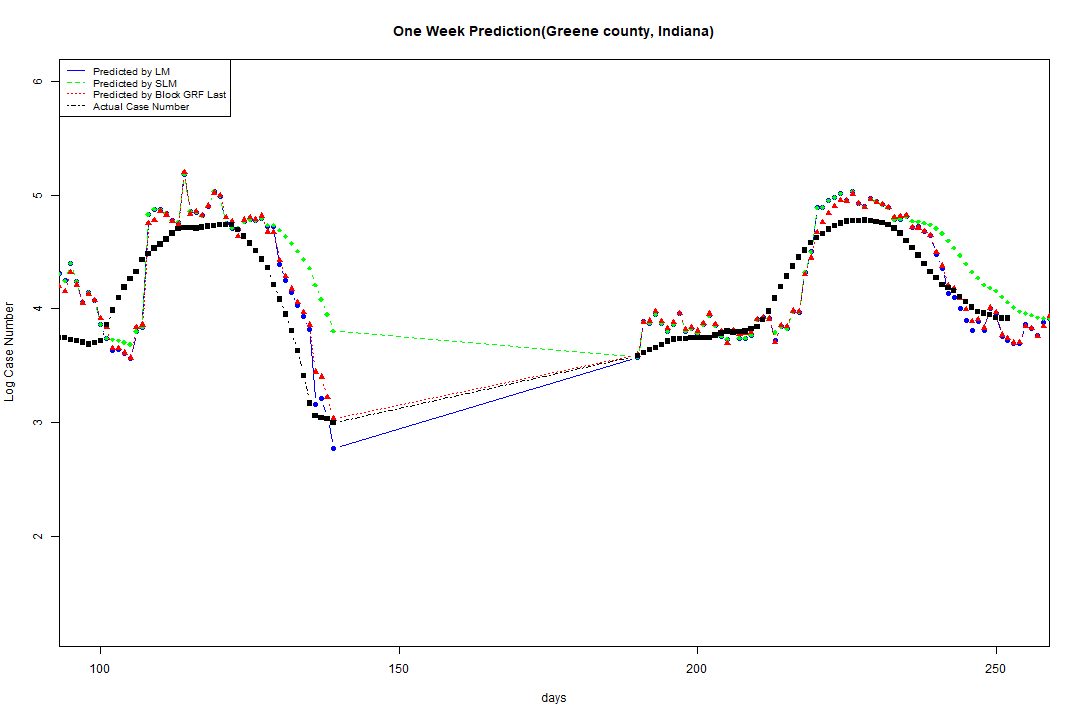 One Week Prediction(Greene county, Indiana)
Predicted by LM
Predicted by SLM
Predicted by Block GRF Last
Actual Case Number
6
5
4
3
2
Log Case Number
100 150 200 250
days